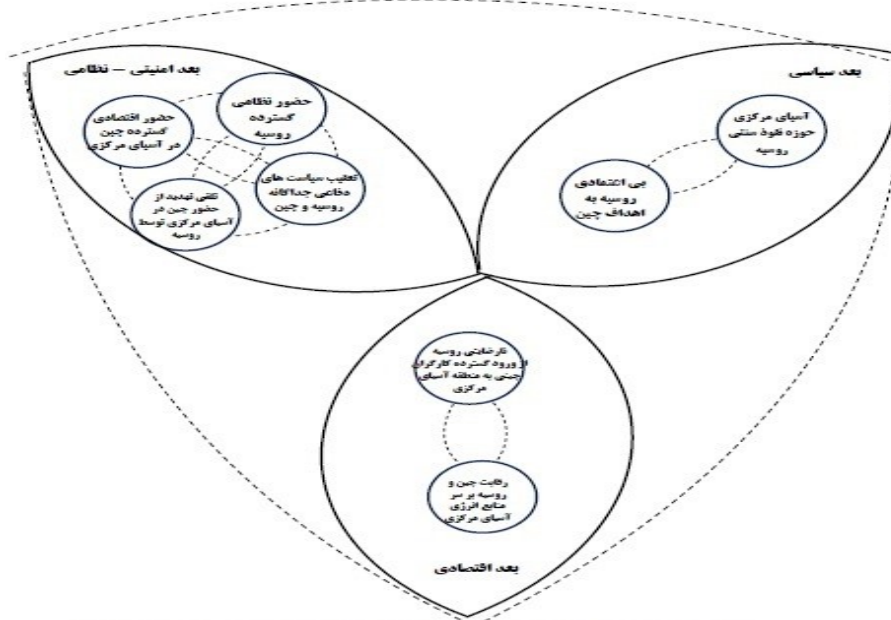 بعد سیاسی
آسیای مرکزی
حوزه نفوذ سنتی
روسیه
بی اعتمادی
روسیه به
اهداف چین
بعد امنیتی – نظامی
حضور نظامی
گسترده
روسیه
حضور اقتصادی
گسترده چین
در آسیای مرکزی
تعقیب سیاست های
دفاعی جداگانه
روسیه و چین
تلقی تهدید از
حضور چین در
آسیای مرکزی توسط
روسیه
نارضایتی روسیه
از ورود گسترده کارگران
چینی به منطقه آسیای
مرکزی
رقابت چین و
روسیه بر سر
منابع انرژی
آسیای مرکزی
بعد اقتصادی